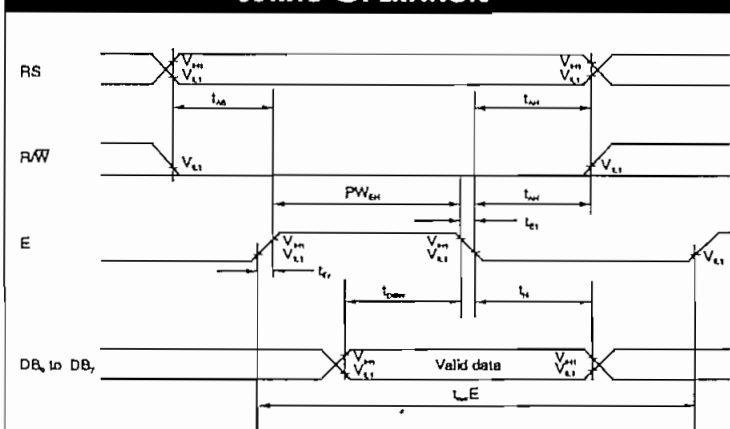 OPERATION
RS
V_IH1
V_IL1
V_IH1
V_IL1
t_AS
t_AH
R/W̅
V_IL1
V_IL1
PW_EH
t_AH
t_Ef
E
V_IH1
V_IL1
V_IH1
V_IL1
V_IL1
t_Er
t_DSW
t_H
DB₀ to DB₇
V_IH1
V_IL1
Valid data
V_IH1
V_IL1
t_cycE